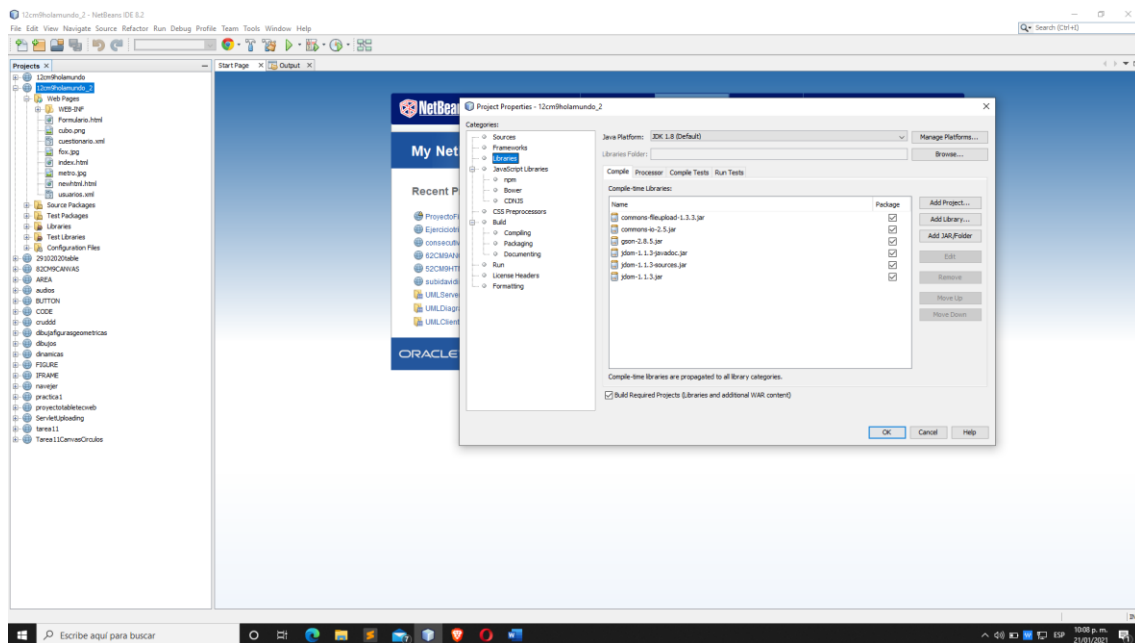 12cm9holamundo_2 - NetBeans IDE 8.2
File Edit View Navigate Source Refactor Run Debug Profile Team Tools Window Help
Search (Ctrl+I)
Projects
Start Page
Output
12cm9holamundo
12cm9holamundo_2
Web Pages
WEB-INF
Formulario.html
cubo.png
cuestionario.xml
fox.jpg
index.html
metro.jpg
newhtml.html
usuarios.xml
Source Packages
Test Packages
Libraries
Test Libraries
Configuration Files
29102020table
82CM9CANVAS
AREA
audios
BUTTON
CODE
cruddd
dibujafigurasgeometricas
dibujos
dinamicas
FIGURE
IFRAME
navejer
practica1
proyectotabletecweb
ServletUploading
tarea11
Tarea11CanvasCirculos
NetBea
My Net
Recent P
ProyectoFi
Ejerciciotri
consecutiv
62CM9AN
52CM9HT
subidavidi
UMLServe
UMLDiagr
UMLClient
ORACLE
Project Properties - 12cm9holamundo_2
Categories:
Sources
Frameworks
Libraries
JavaScript Libraries
npm
Bower
CDNJS
CSS Preprocessors
Build
Compiling
Packaging
Documenting
Run
License Headers
Formatting
Java Platform: JDK 1.8 (Default) Manage Platforms...
Libraries Folder: Browse...
Compile Processor Compile Tests Run Tests
Compile-time Libraries:
Name Package
commons-fileupload-1.3.3.jar
commons-io-2.5.jar
gson-2.8.5.jar
jdom-1.1.3-javadoc.jar
jdom-1.1.3-sources.jar
jdom-1.1.3.jar
Add Project...
Add Library...
Add JAR/Folder
Edit
Remove
Move Up
Move Down
Compile-time libraries are propagated to all library categories.
Build Required Projects (Libraries and additional WAR content)
OK Cancel Help
Escribe aquí para buscar
ESP
10:08 p. m.
21/01/2021